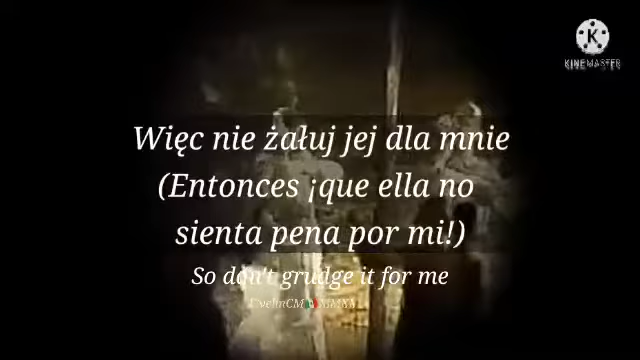 KINEMASTER
Więc nie żałuj jej dla mnie
(Entonces ¡que ella no
sienta pena por mi!)
So don't grudge it for me